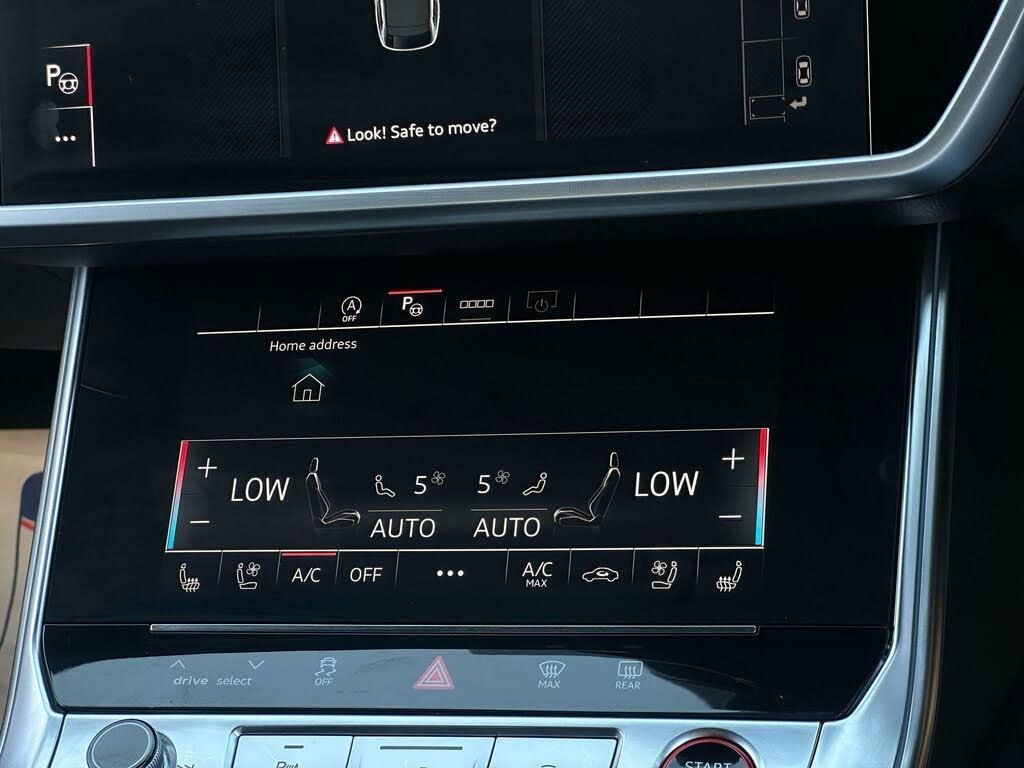 P
...
Look! Safe to move?
A
OFF
P
Home address
+
LOW
5
5
LOW
+
−
AUTO
AUTO
−
A/C
OFF
...
A/C
MAX
drive select
OFF
MAX
REAR
P
START